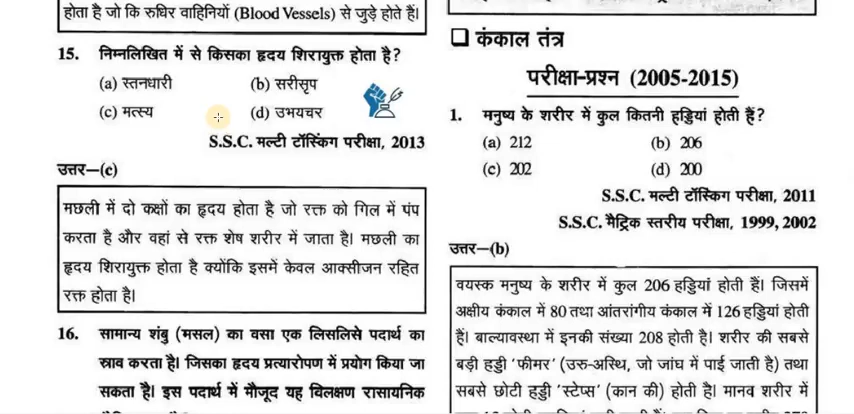 होता है जो कि रुधिर वाहिनियों (Blood Vessels) से जुड़े होते हैं।
15. निम्नलिखित में से किसका हृदय शिरायुक्त होता है?
(a) स्तनधारी (b) सरीसृप
(c) मत्स्य (d) उभयचर
S.S.C. मल्टी टॉस्किंग परीक्षा, 2013
उत्तर—(c)
मछली में दो कक्षों का हृदय होता है जो रक्त को गिल में पंप
करता है और वहां से रक्त शेष शरीर में जाता है। मछली का
हृदय शिरायुक्त होता है क्योंकि इसमें केवल आक्सीजन रहित
रक्त होता है।
16. सामान्य शंबु (मसल) का वसा एक लिसलिसे पदार्थ का
स्राव करता है। जिसका हृदय प्रत्यारोपण में प्रयोग किया जा
सकता है। इस पदार्थ में मौजूद यह विलक्षण रासायनिक
❑ कंकाल तंत्र
परीक्षा-प्रश्न (2005-2015)
1. मनुष्य के शरीर में कुल कितनी हड्डियां होती हैं?
(a) 212 (b) 206
(c) 202 (d) 200
S.S.C. मल्टी टॉस्किंग परीक्षा, 2011
S.S.C. मैट्रिक स्तरीय परीक्षा, 1999, 2002
उत्तर—(b)
वयस्क मनुष्य के शरीर में कुल 206 हड्डियां होती हैं। जिसमें
अक्षीय कंकाल में 80 तथा आंतरांगीय कंकाल में 126 हड्डियां होती
हैं। बाल्यावस्था में इनकी संख्या 208 होती है। शरीर की सबसे
बड़ी हड्डी 'फीमर' (उरु-अस्थि, जो जांघ में पाई जाती है) तथा
सबसे छोटी हड्डी 'स्टेप्स' (कान की) होती है। मानव शरीर में